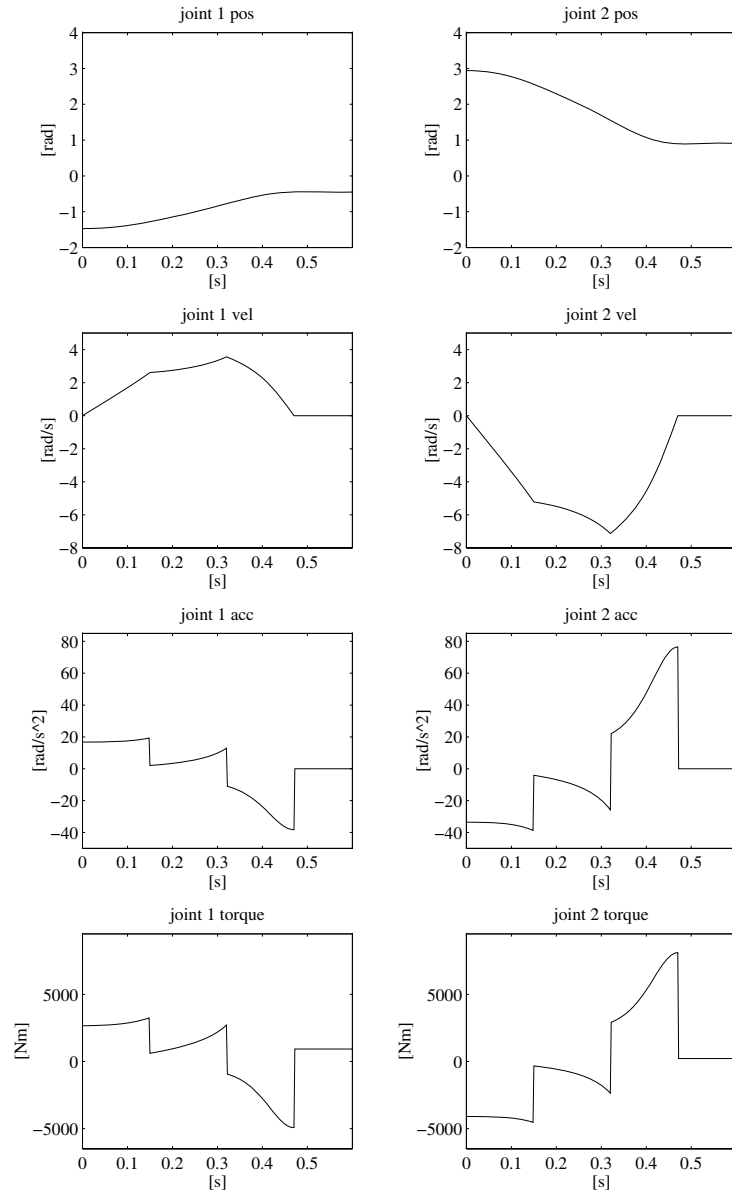 joint 1 pos
4
3
2
1
0
−1
−2
[rad]
0 0.1 0.2 0.3 0.4 0.5
[s]
joint 2 pos
4
3
2
1
0
−1
−2
[rad]
0 0.1 0.2 0.3 0.4 0.5
[s]
joint 1 vel
4
2
0
−2
−4
−6
−8
[rad/s]
0 0.1 0.2 0.3 0.4 0.5
[s]
joint 2 vel
4
2
0
−2
−4
−6
−8
[rad/s]
0 0.1 0.2 0.3 0.4 0.5
[s]
joint 1 acc
80
60
40
20
0
−20
−40
[rad/s^2]
0 0.1 0.2 0.3 0.4 0.5
[s]
joint 2 acc
80
60
40
20
0
−20
−40
[rad/s^2]
0 0.1 0.2 0.3 0.4 0.5
[s]
joint 1 torque
5000
0
−5000
[Nm]
0 0.1 0.2 0.3 0.4 0.5
[s]
joint 2 torque
5000
0
−5000
[Nm]
0 0.1 0.2 0.3 0.4 0.5
[s]